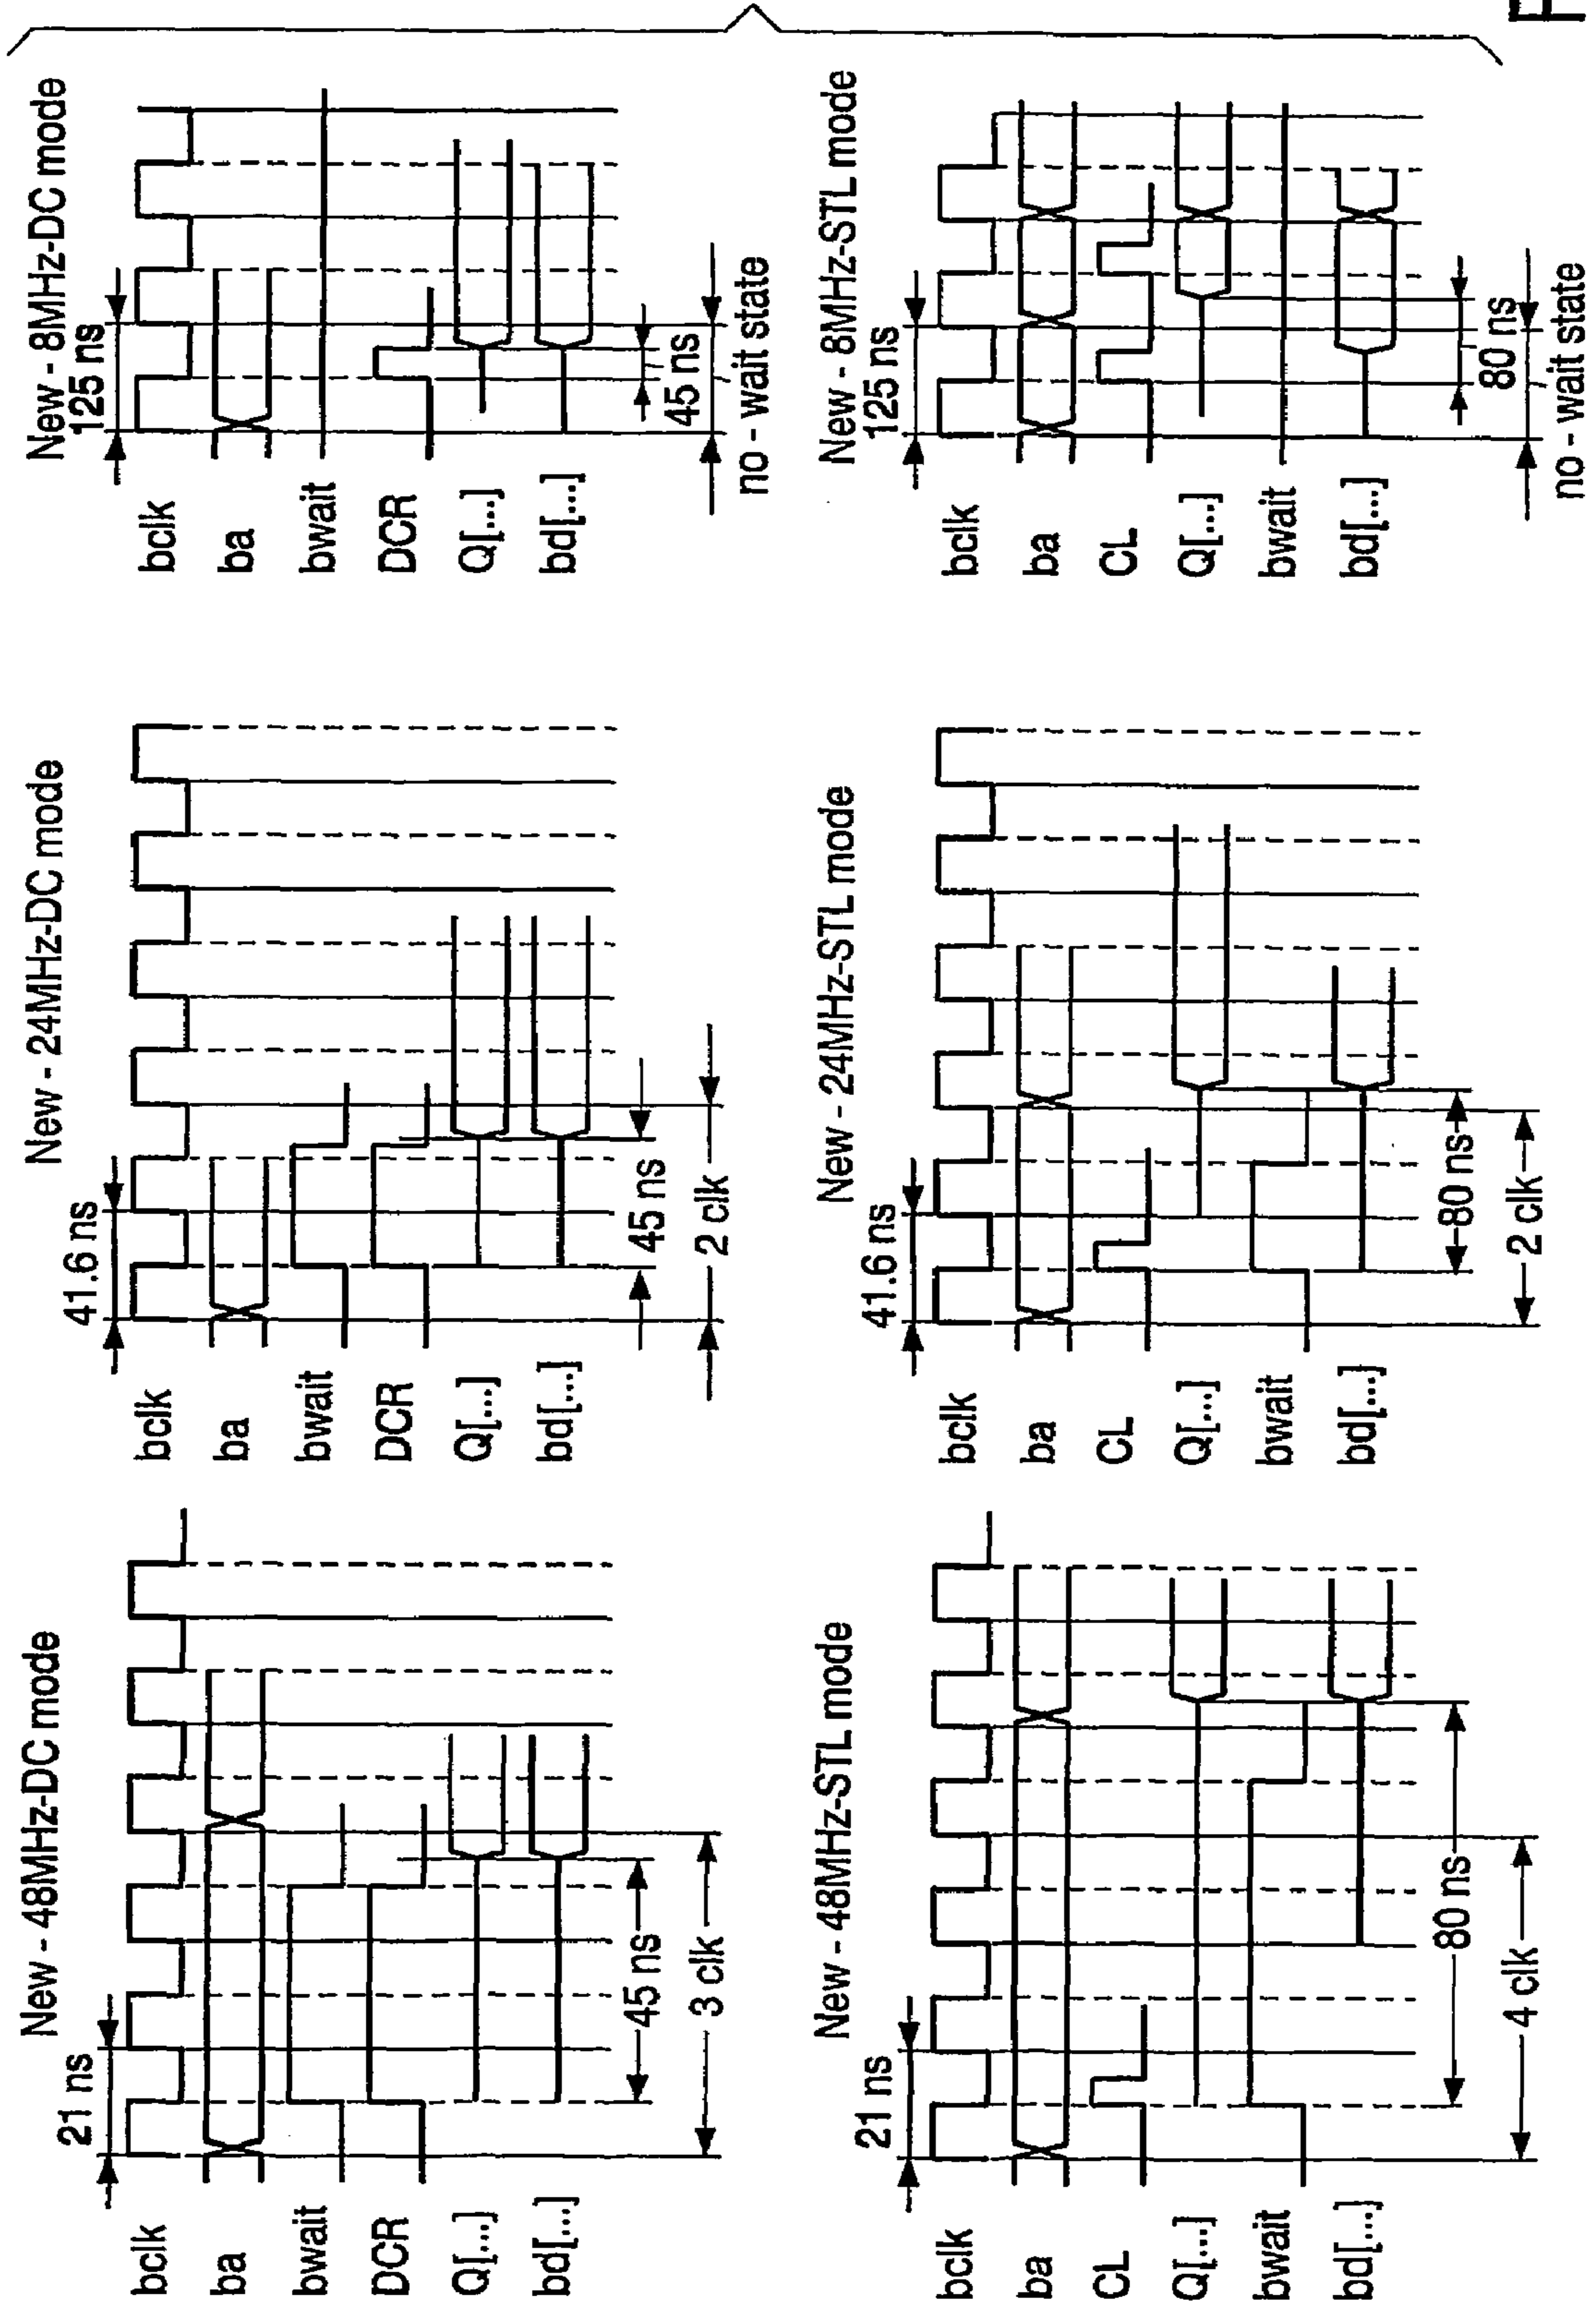 New - 48MHz-DC mode
21 ns
bclk
ba
bwait
DCR
Q[...]
bd[...]
45 ns
3 clk
New - 24MHz-DC mode
41.6 ns
bclk
ba
bwait
DCR
Q[...]
bd[...]
45 ns
2 clk
New - 8MHz-DC mode
125 ns
bclk
ba
bwait
DCR
Q[...]
bd[...]
45 ns
no - wait state
New - 48MHz-STL mode
21 ns
bclk
ba
CL
Q[...]
bwait
bd[...]
80 ns
4 clk
New - 24MHz-STL mode
41.6 ns
bclk
ba
CL
Q[...]
bwait
bd[...]
80 ns
2 clk
New - 8MHz-STL mode
125 ns
bclk
ba
CL
Q[...]
bwait
bd[...]
80 ns
no - wait state